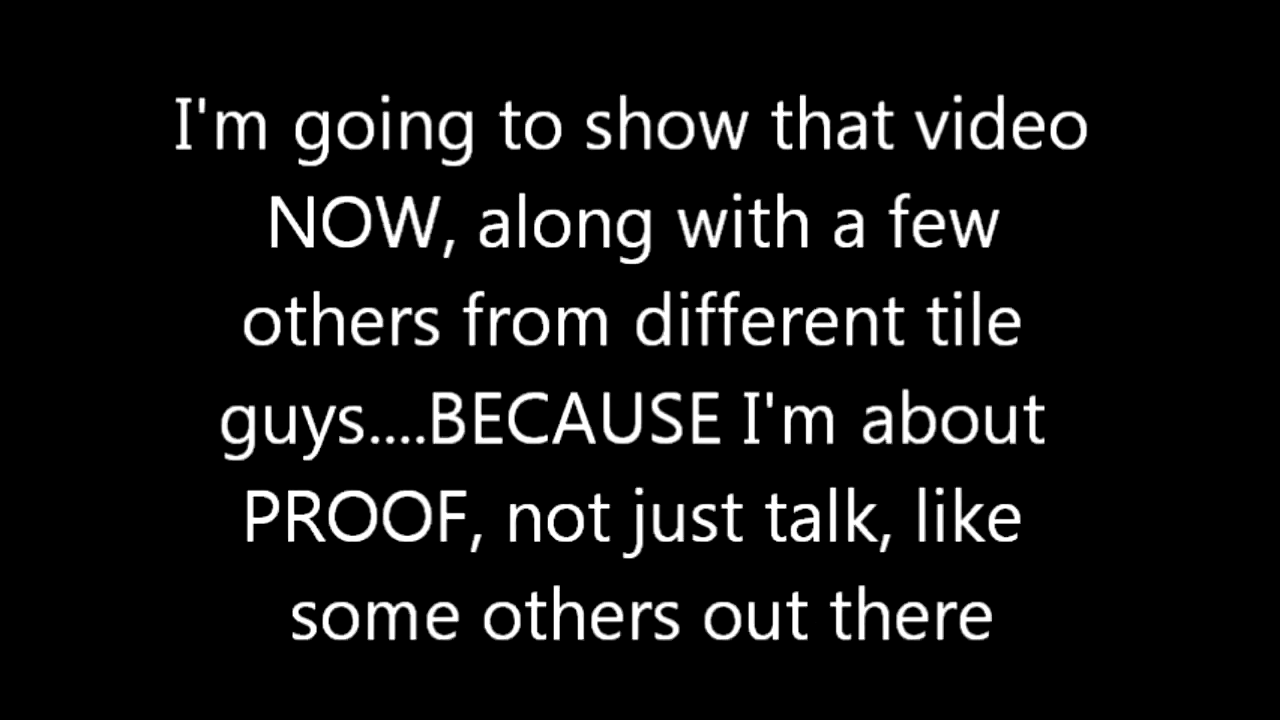 I'm going to show that video
NOW, along with a few
others from different tile
guys....BECAUSE I'm about
PROOF, not just talk, like
some others out there